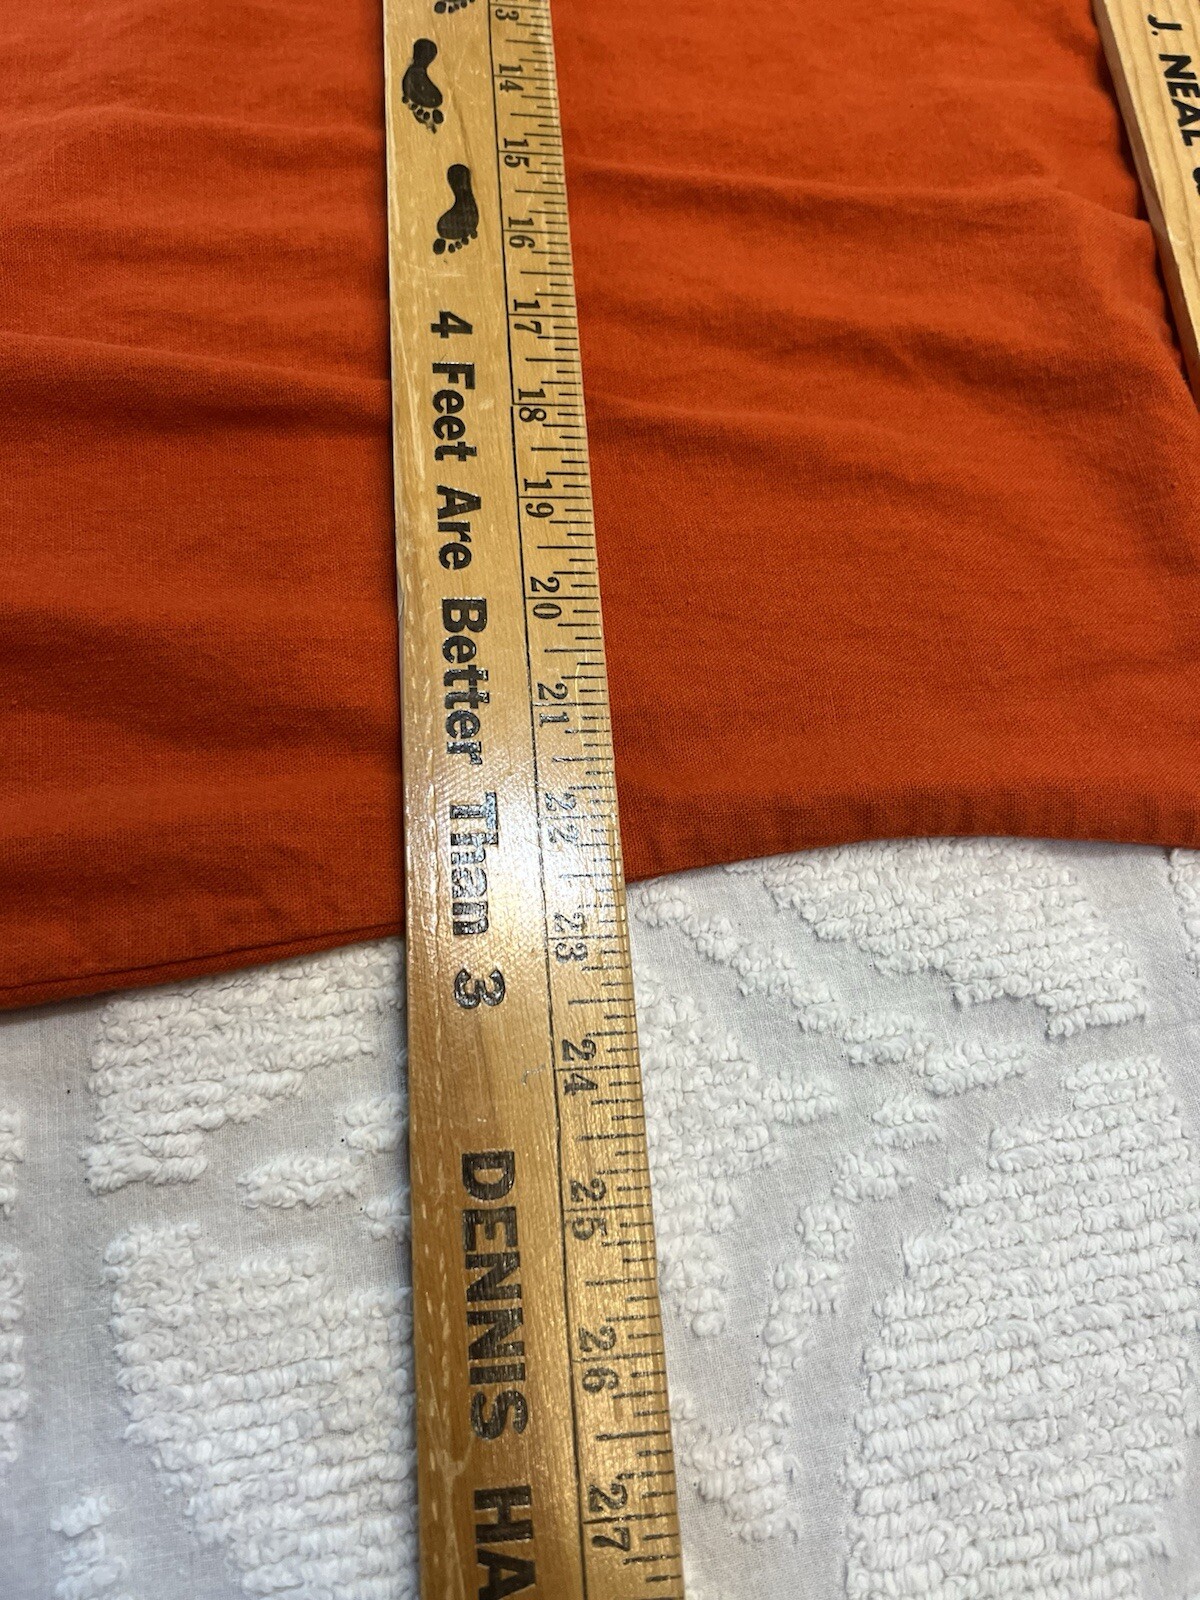 4 Feet Are Better Than 3 DENNIS HA
3 14 15 16 17 18 19 20 21 22 23 24 25 26 27
J. NEAL